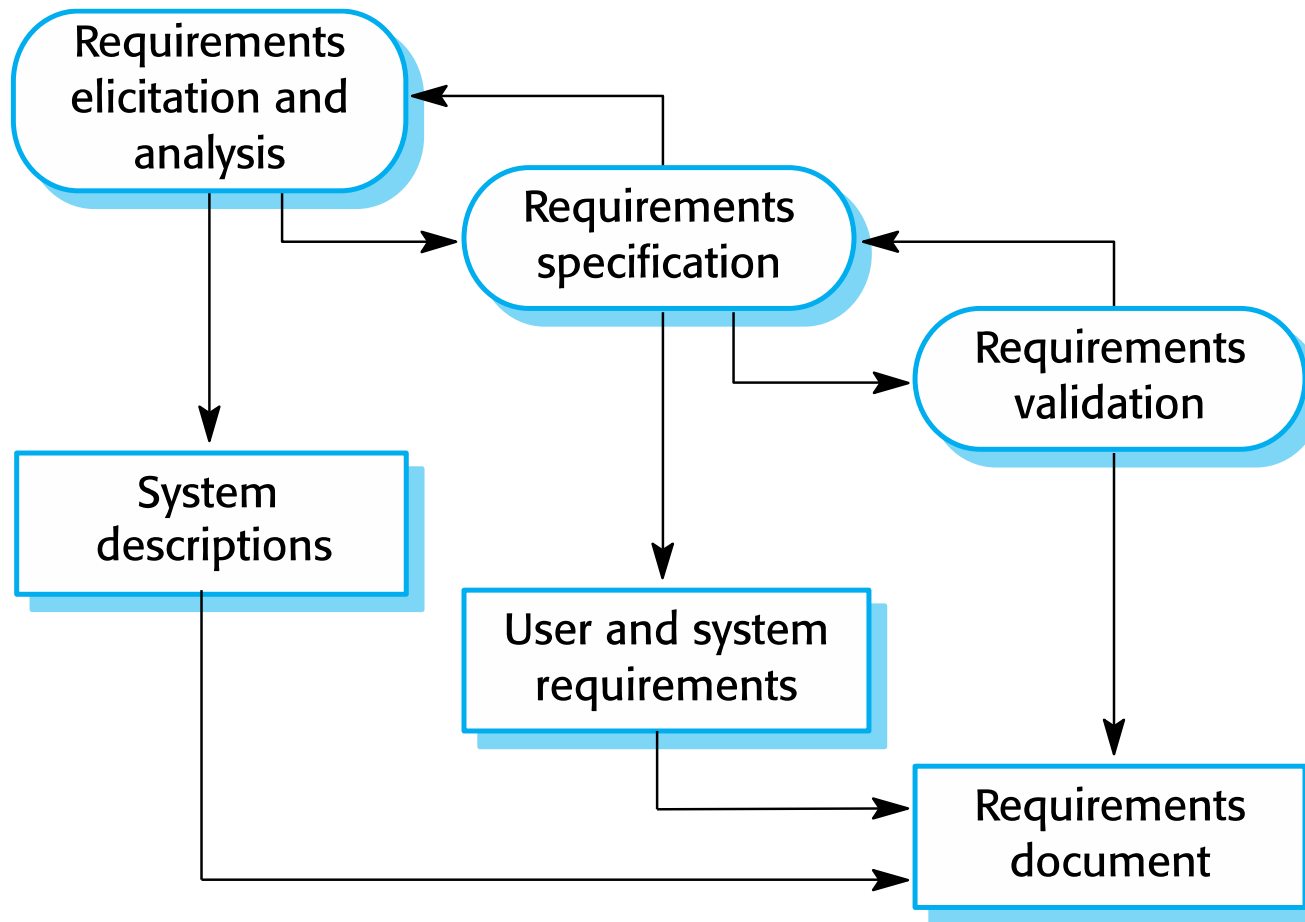 Requirements
elicitation and
analysis
Requirements
specification
Requirements
validation
System
descriptions
User and system
requirements
Requirements
document